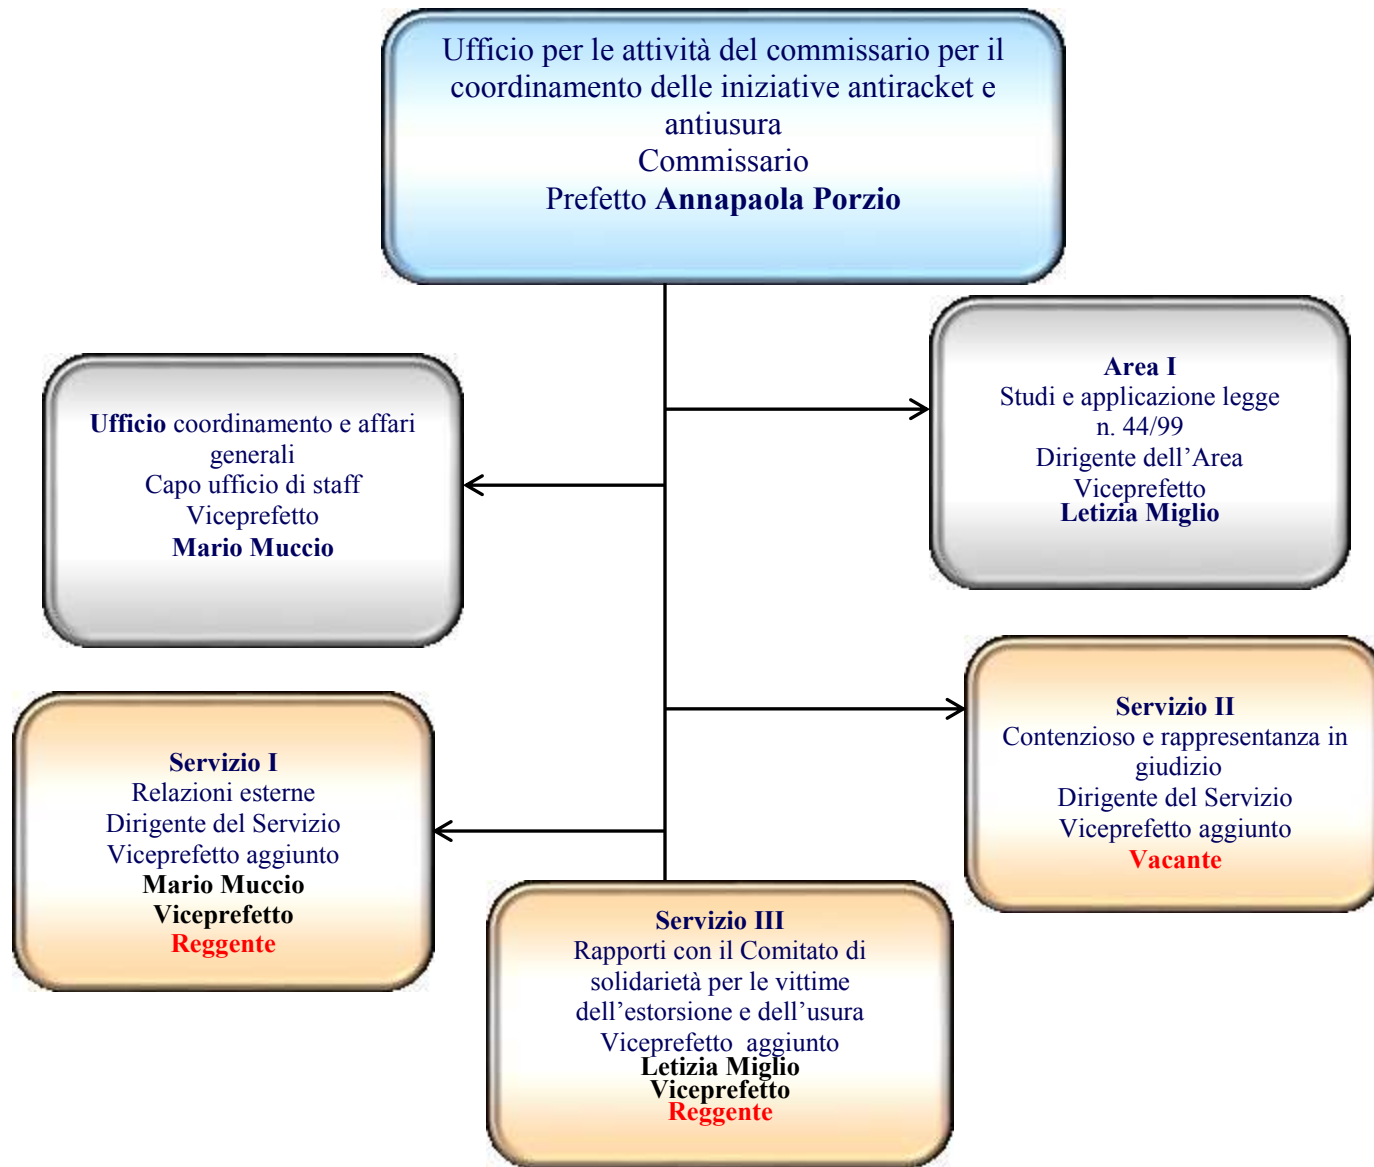 Ufficio per le attività del commissario per il
coordinamento delle iniziative antiracket e
antiusura
Commissario
Prefetto Annapaola Porzio
Area I
Studi e applicazione legge
n. 44/99
Dirigente dell’Area
Viceprefetto
Letizia Miglio
Ufficio coordinamento e affari
generali
Capo ufficio di staff
Viceprefetto
Mario Muccio
Servizio II
Contenzioso e rappresentanza in
giudizio
Dirigente del Servizio
Viceprefetto aggiunto
Vacante
Servizio I
Relazioni esterne
Dirigente del Servizio
Viceprefetto aggiunto
Mario Muccio
Viceprefetto
Reggente
Servizio III
Rapporti con il Comitato di
solidarietà per le vittime
dell’estorsione e dell’usura
Viceprefetto aggiunto
Letizia Miglio
Viceprefetto
Reggente